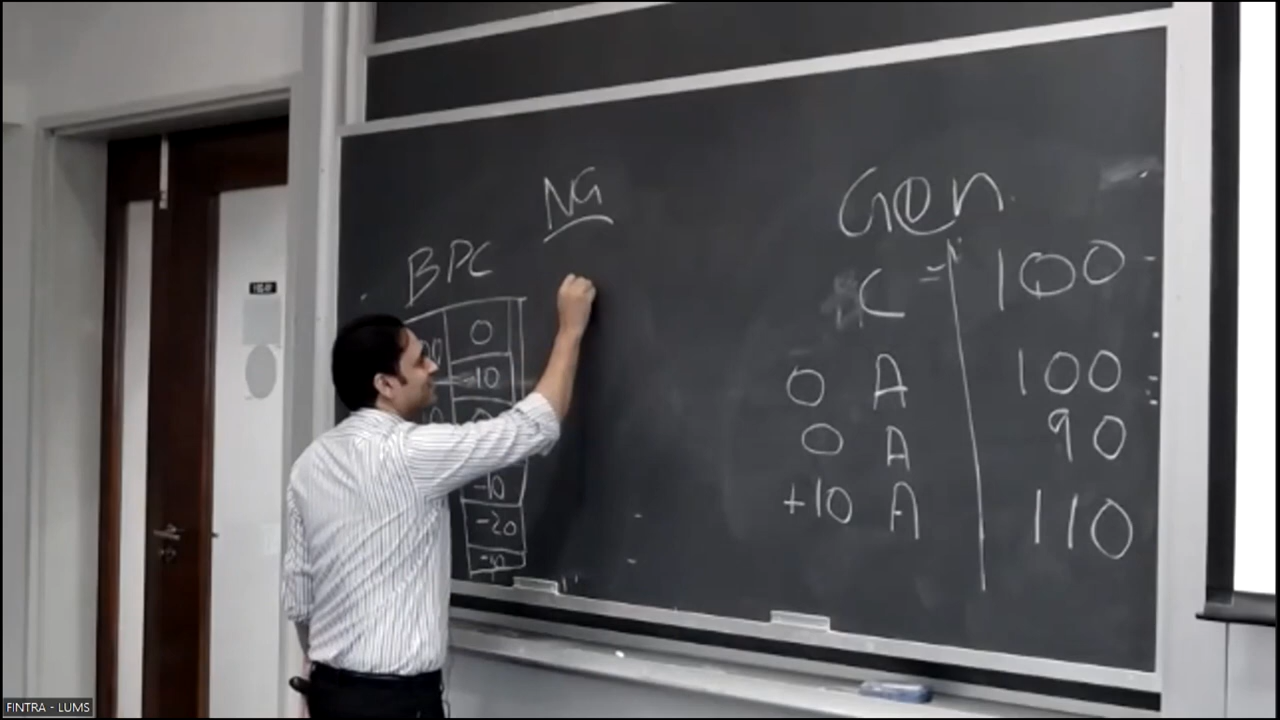 NG
Gen.
BPC
C = 100
0
0 A 100
-10
0 A 90
-10
+10 A 110
-20
FINTRA - LUMS